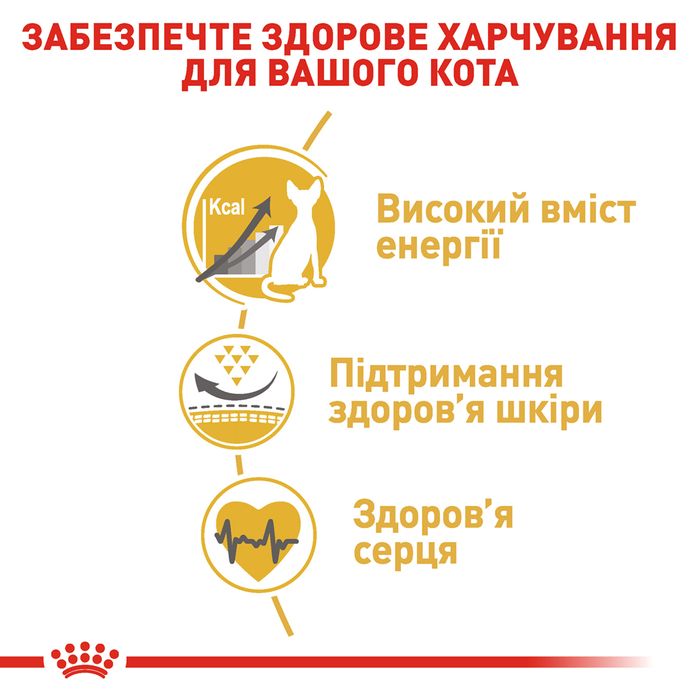 ЗАБЕЗПЕЧТЕ ЗДОРОВЕ ХАРЧУВАННЯ
ДЛЯ ВАШОГО КОТА
Kcal
Високий вміст
енергії
Підтримання
здоров’я шкіри
Здоров’я
серця